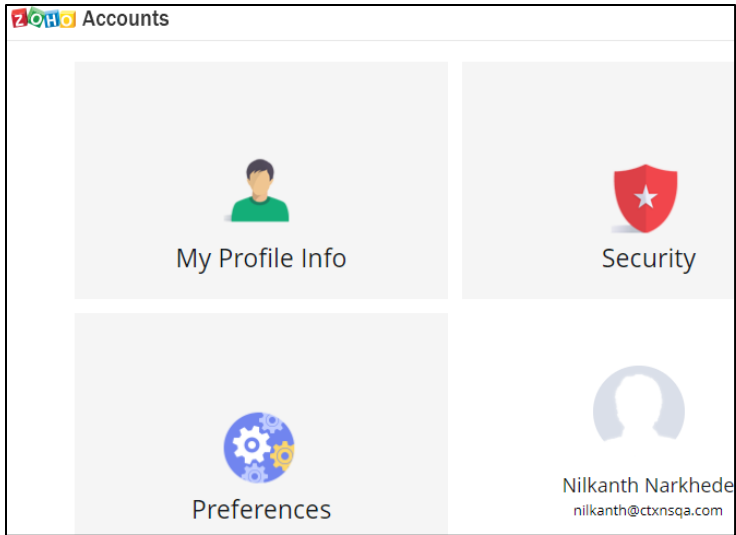 ZOHO Accounts
My Profile Info
Security
Preferences
Nilkanth Narkhede
nilkanth@ctxnsqa.com